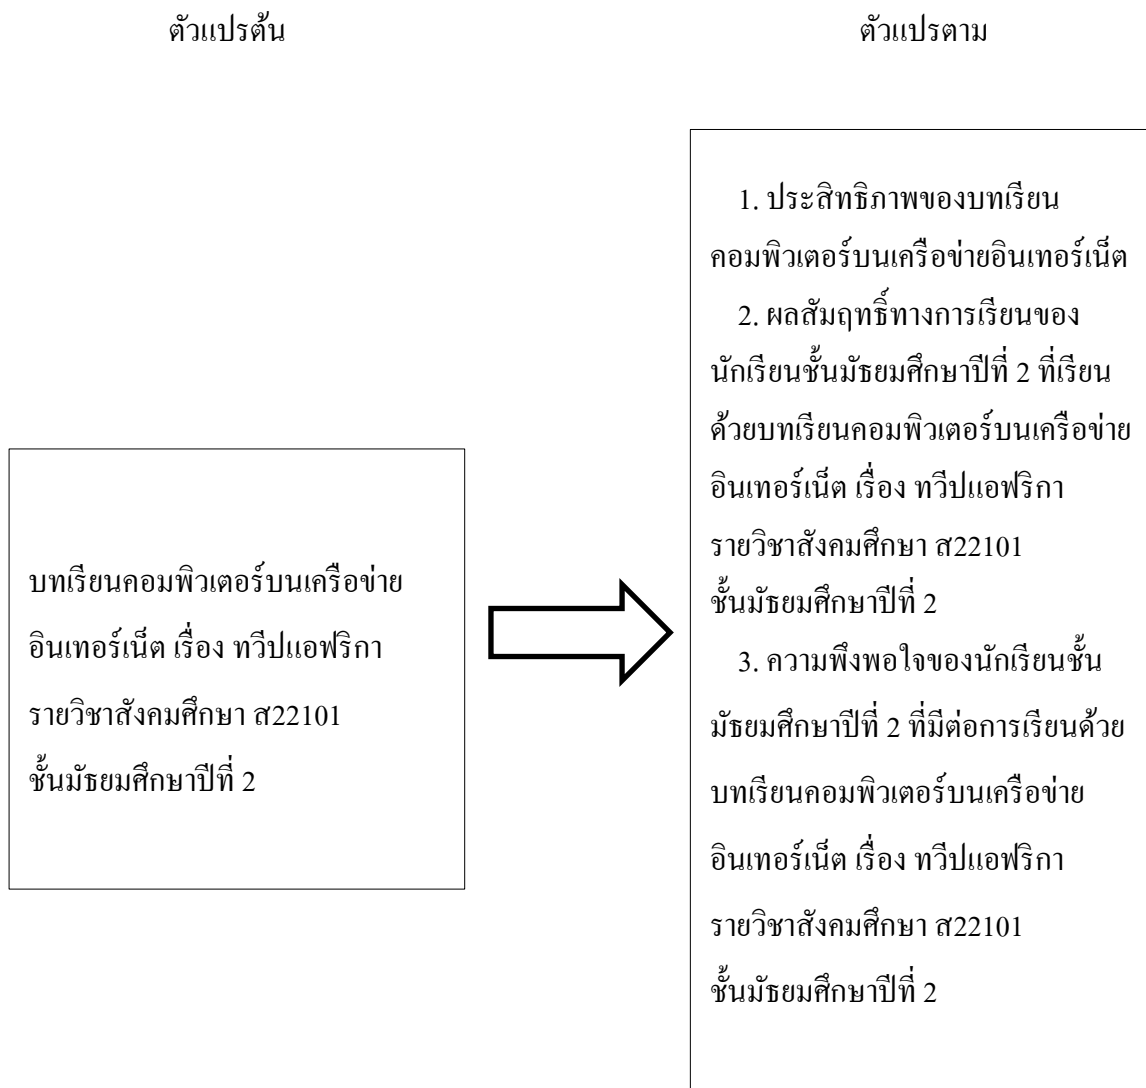 ตัวแปรต้น
ตัวแปรตาม
บทเรียนคอมพิวเตอร์บนเครือข่าย
อินเทอร์เน็ต เรื่อง ทวีปแอฟริกา
รายวิชาสังคมศึกษา ส22101
ชั้นมัธยมศึกษาปีที่ 2
1. ประสิทธิภาพของบทเรียน
คอมพิวเตอร์บนเครือข่ายอินเทอร์เน็ต
2. ผลสัมฤทธิ์ทางการเรียนของ
นักเรียนชั้นมัธยมศึกษาปีที่ 2 ที่เรียน
ด้วยบทเรียนคอมพิวเตอร์บนเครือข่าย
อินเทอร์เน็ต เรื่อง ทวีปแอฟริกา
รายวิชาสังคมศึกษา ส22101
ชั้นมัธยมศึกษาปีที่ 2
3. ความพึงพอใจของนักเรียนชั้น
มัธยมศึกษาปีที่ 2 ที่มีต่อการเรียนด้วย
บทเรียนคอมพิวเตอร์บนเครือข่าย
อินเทอร์เน็ต เรื่อง ทวีปแอฟริกา
รายวิชาสังคมศึกษา ส22101
ชั้นมัธยมศึกษาปีที่ 2